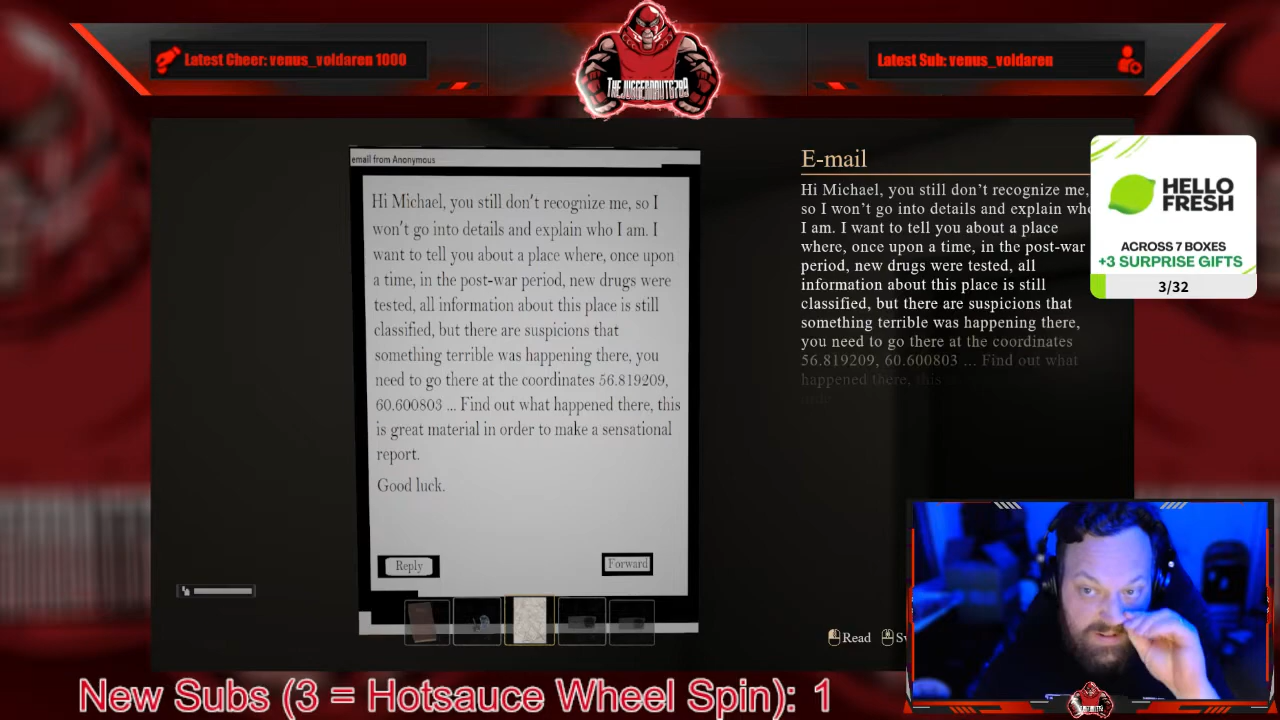 Latest Cheer: venus_voldaren 1000
THEJUGGERNAUT6789
Latest Sub: venus_voldaren
email from Anonymous
Hi Michael, you still don't recognize me, so I
won't go into details and explain who I am. I
want to tell you about a place where, once upon
a time, in the post-war period, new drugs were
tested, all information about this place is still
classified, but there are suspicions that
something terrible was happening there, you
need to go there at the coordinates 56.819209,
60.600803 ... Find out what happened there, this
is great material in order to make a sensational
report.
Good luck.
Reply
Forward
E-mail
Hi Michael, you still don't recognize me,
so I won't go into details and explain who
I am. I want to tell you about a place
where, once upon a time, in the post-war
period, new drugs were tested, all
information about this place is still
classified, but there are suspicions that
something terrible was happening there,
you need to go there at the coordinates
56.819209, 60.600803 ... Find out what
happened there, this
HELLO
FRESH
ACROSS 7 BOXES
+3 SURPRISE GIFTS
3/32
Read
New Subs (3 = Hotsauce Wheel Spin): 1